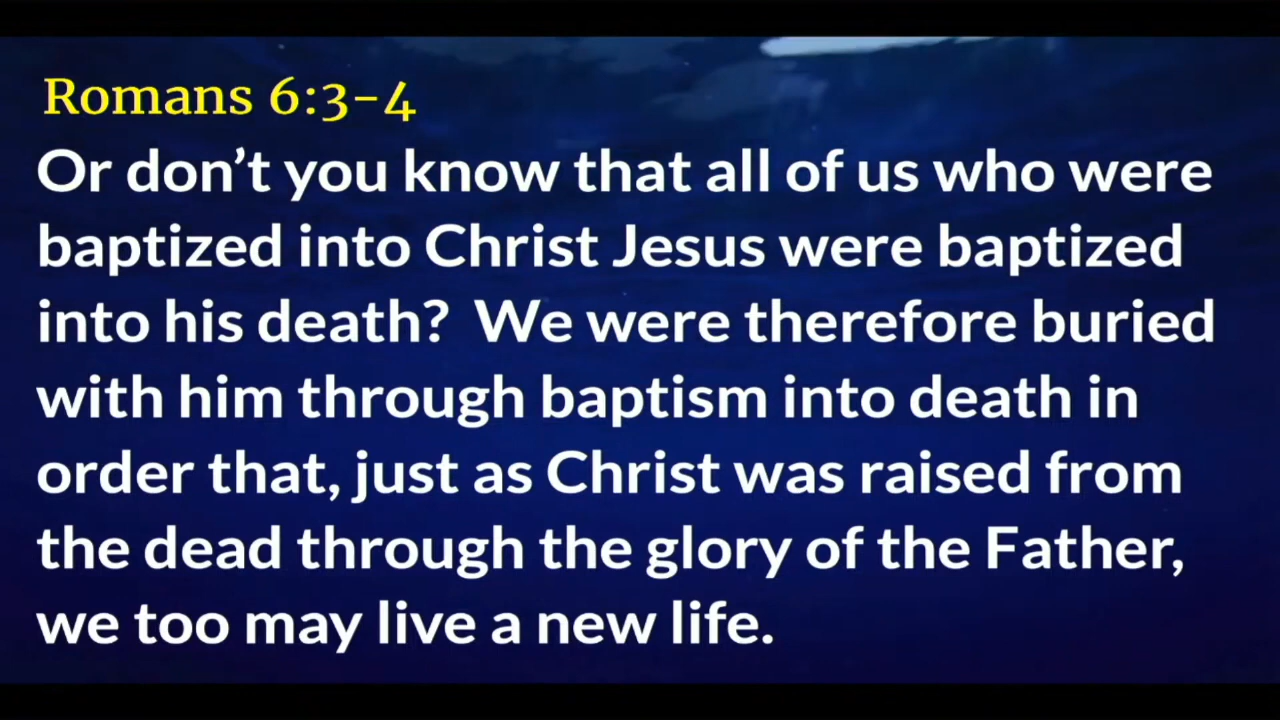 Romans 6:3-4
Or don’t you know that all of us who were
baptized into Christ Jesus were baptized
into his death?  We were therefore buried
with him through baptism into death in
order that, just as Christ was raised from
the dead through the glory of the Father,
we too may live a new life.